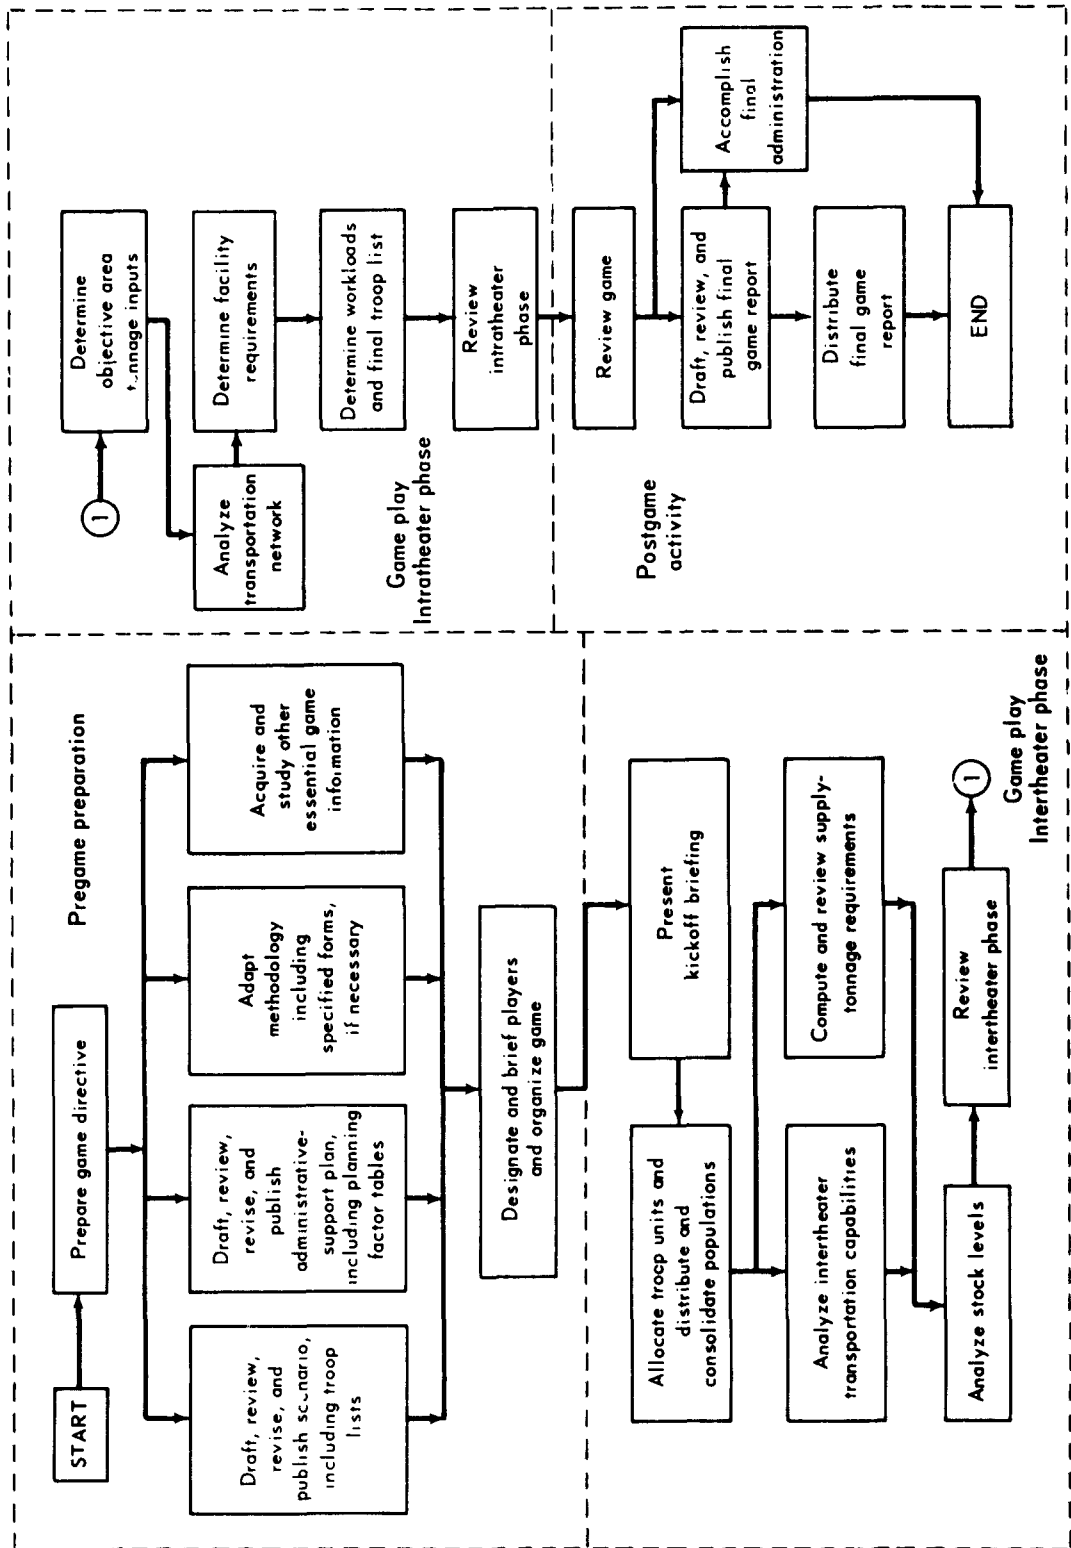 Pregame preparation
START
Prepare game directive
Draft, review,
revise, and
publish scenario,
including troop
lists
Draft, review,
revise, and
publish
administrative-
support plan,
including planning
factor tables
Adapt
methodology
including
specified forms,
if necessary
Acquire and
study other
essential game
information
Designate and brief players
and organize game
Present
kickoff briefing
Allocate troop units and
distribute and
consolidate populations
Analyze intertheater
transportation capabilities
Compute and review supply-
tonnage requirements
Analyze stock levels
Review
intertheater phase
1
Game play
Intertheater phase
1
Determine
objective area
tonnage inputs
Analyze
transportation
network
Determine facility
requirements
Determine workloads
and final troop list
Review
intratheater
phase
Game play
Intratheater phase
Postgame
activity
Review game
Draft, review, and
publish final
game report
Accomplish
final
administration
Distribute
final game
report
END